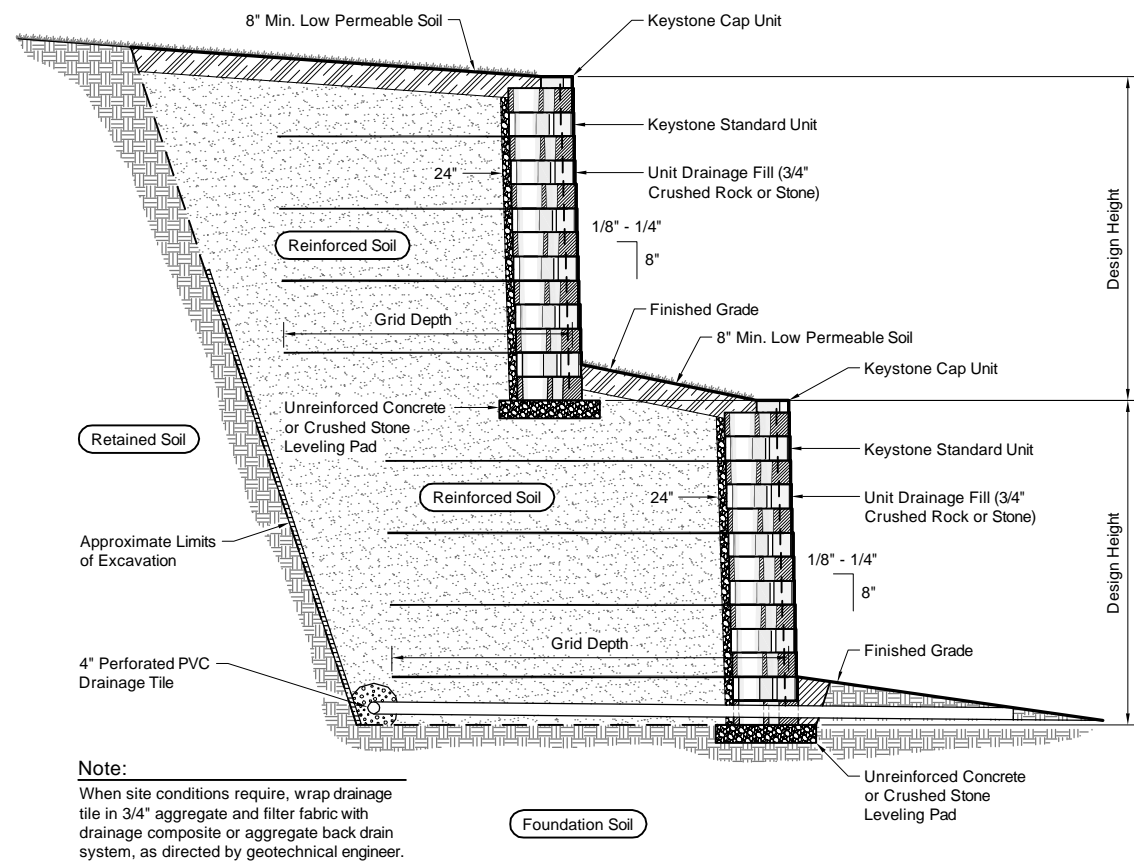 8" Min. Low Permeable Soil
Keystone Cap Unit
Keystone Standard Unit
24"
Unit Drainage Fill (3/4"
Crushed Rock or Stone)
1/8" - 1/4"
8"
Design Height
Reinforced Soil
Grid Depth
Finished Grade
8" Min. Low Permeable Soil
Keystone Cap Unit
Unreinforced Concrete
or Crushed Stone
Leveling Pad
Retained Soil
Keystone Standard Unit
Reinforced Soil
24"
Unit Drainage Fill (3/4"
Crushed Rock or Stone)
Approximate Limits
of Excavation
1/8" - 1/4"
8"
Design Height
Grid Depth
Finished Grade
4" Perforated PVC
Drainage Tile
Note:
When site conditions require, wrap drainage
tile in 3/4" aggregate and filter fabric with
drainage composite or aggregate back drain
system, as directed by geotechnical engineer.
Foundation Soil
Unreinforced Concrete
or Crushed Stone
Leveling Pad